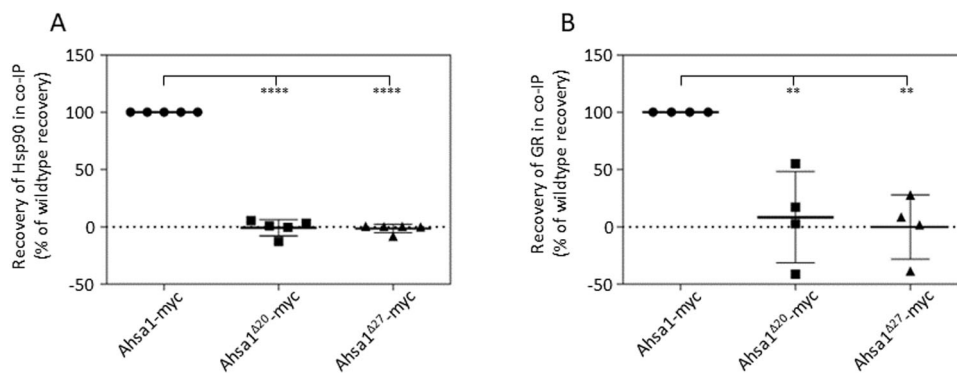 A
Recovery of Hsp90 in co-IP
(% of wildtype recovery)
150
100
50
0
-50
****
****
Ahsa1-myc
Ahsa1Δ20-myc
Ahsa1Δ27-myc
B
Recovery of GR in co-IP
(% of wildtype recovery)
150
100
50
0
-50
**
**
Ahsa1-myc
Ahsa1Δ20-myc
Ahsa1Δ27-myc